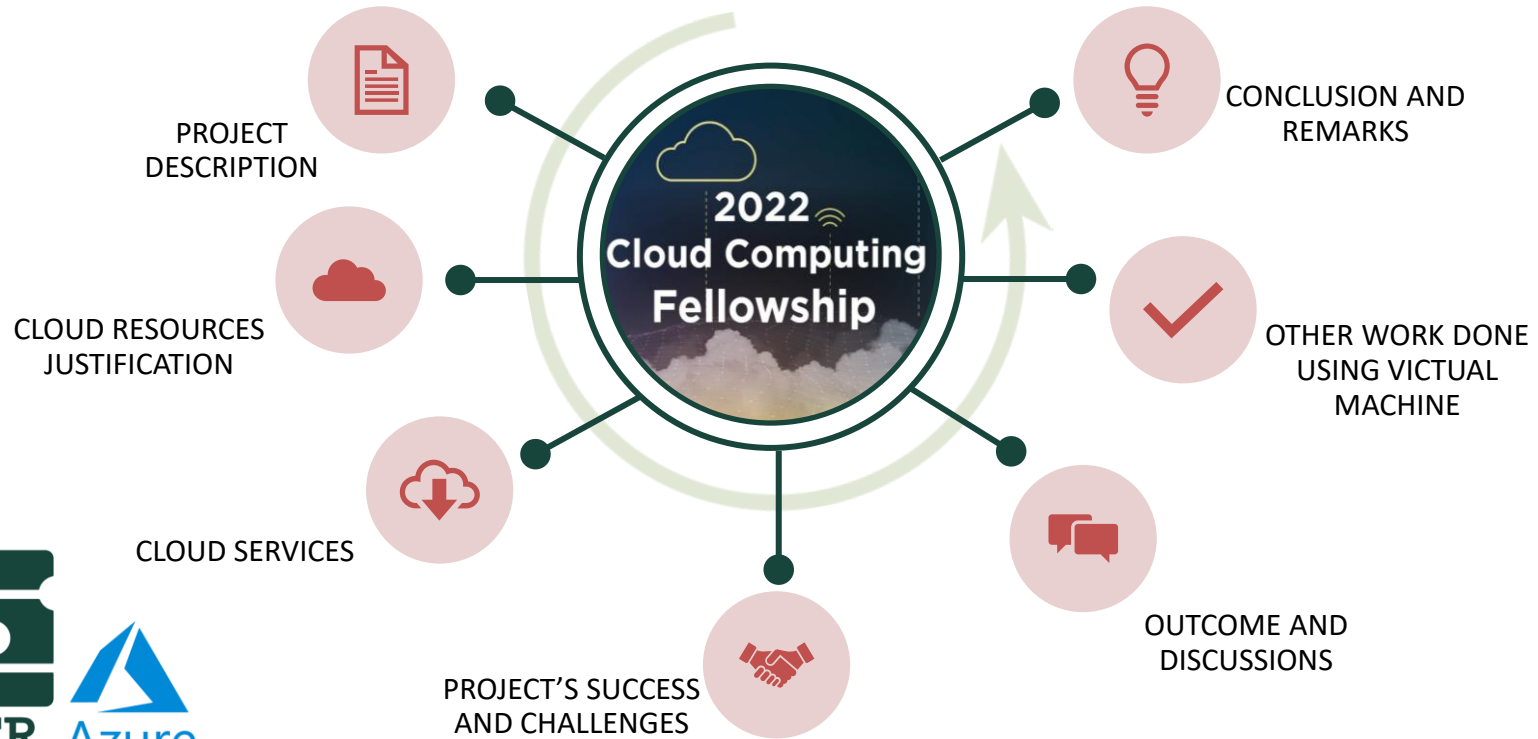 2022
Cloud Computing
Fellowship
PROJECT
DESCRIPTION
CLOUD RESOURCES
JUSTIFICATION
CLOUD SERVICES
PROJECT’S SUCCESS
AND CHALLENGES
OUTCOME AND
DISCUSSIONS
OTHER WORK DONE
USING VICTUAL
MACHINE
CONCLUSION AND
REMARKS
Azure